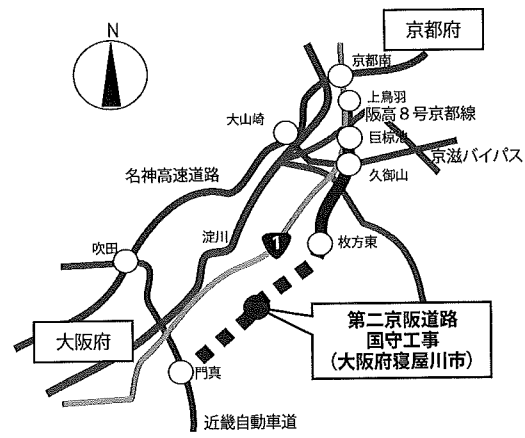 N
京都府
京都南
上鳥羽
阪高8号京都線
大山崎
巨椋池
京滋バイパス
久御山
名神高速道路
淀川
1
枚方東
吹田
第二京阪道路
国守工事
(大阪府寝屋川市)
大阪府
門真
近畿自動車道